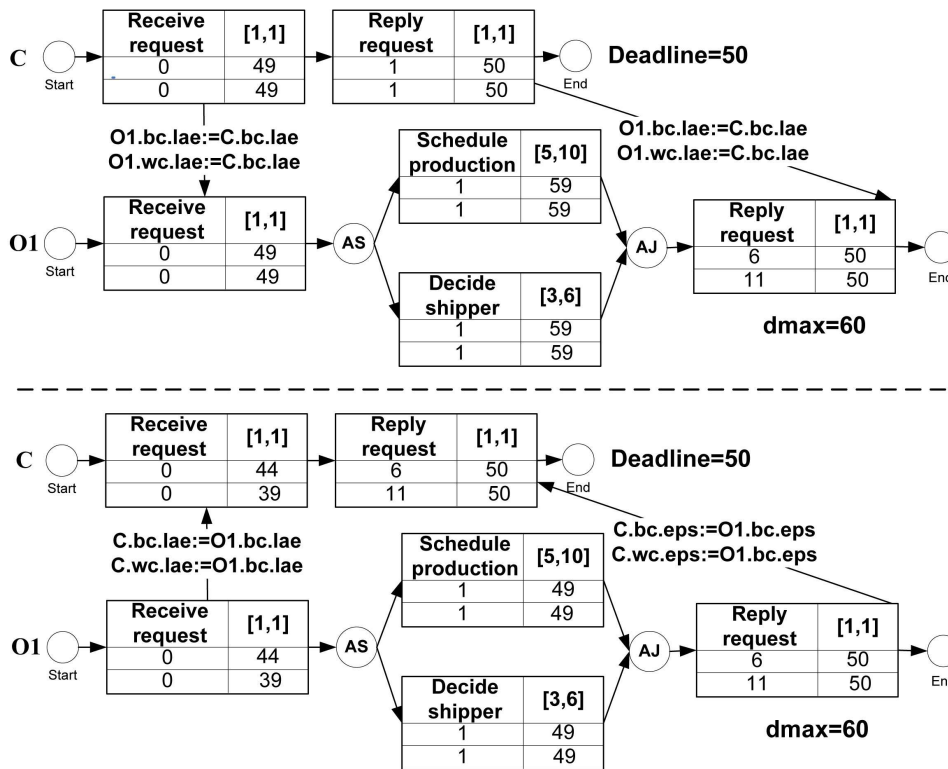 C
Start
Receive request
[1,1]
0
49
0
49
Reply request
[1,1]
1
50
1
50
End
Deadline=50
O1.bc.lae:=C.bc.lae
O1.wc.lae:=C.bc.lae
O1.bc.lae:=C.bc.lae
O1.wc.lae:=C.bc.lae
O1
Start
Receive request
[1,1]
0
49
0
49
AS
Schedule production
[5,10]
1
59
1
59
Decide shipper
[3,6]
1
59
1
59
AJ
Reply request
[1,1]
6
50
11
50
End
dmax=60
C
Start
Receive request
[1,1]
0
44
0
39
Reply request
[1,1]
6
50
11
50
End
Deadline=50
C.bc.lae:=O1.bc.lae
C.wc.lae:=O1.bc.lae
C.bc.eps:=O1.bc.eps
C.wc.eps:=O1.bc.eps
O1
Start
Receive request
[1,1]
0
44
0
39
AS
Schedule production
[5,10]
1
49
1
49
Decide shipper
[3,6]
1
49
1
49
AJ
Reply request
[1,1]
6
50
11
50
En
dmax=60